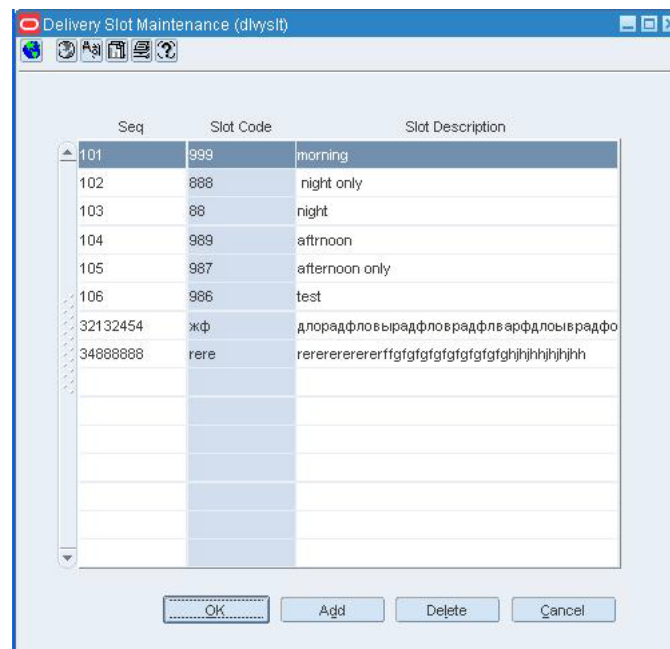 Delivery Slot Maintenance (dlvyslt)
Seq Slot Code Slot Description
101 999 morning
102 888 night only
103 88 night
104 989 aftrnoon
105 987 afternoon only
106 986 test
32132454 жф длорадфловырадфловрадфлварфдлоыврадфо
34888888 rere rererererererffgfgfgfgfgfgfgfgfghjhjhhjhjhjhh
OK Add Delete Cancel